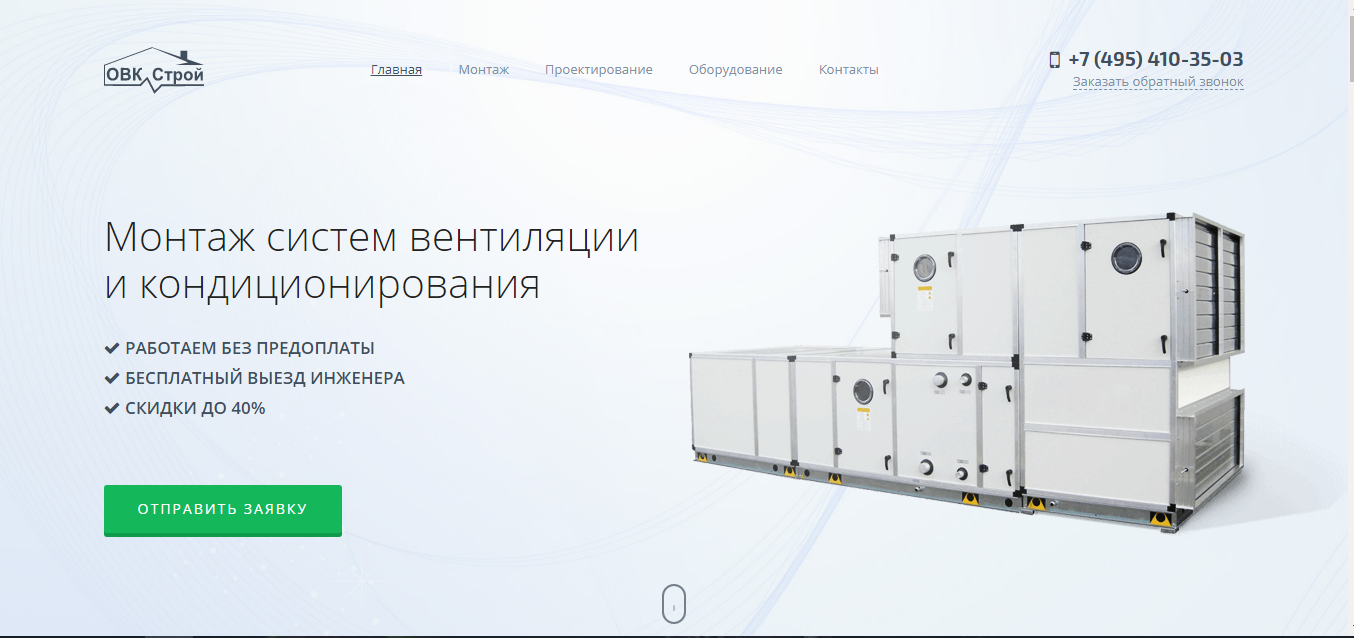 ОВК Строй
Главная
Монтаж
Проектирование
Оборудование
Контакты
+7 (495) 410-35-03
Заказать обратный звонок
Монтаж систем вентиляции
и кондиционирования
РАБОТАЕМ БЕЗ ПРЕДОПЛАТЫ
БЕСПЛАТНЫЙ ВЫЕЗД ИНЖЕНЕРА
СКИДКИ ДО 40%
ОТПРАВИТЬ ЗАЯВКУ